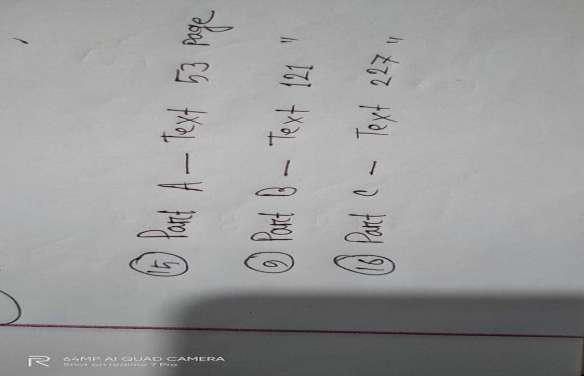 15 Part A — Text 53 page
9 Part B — Text 121 "
16 Part C — Text 227 "
64MP AI QUAD CAMERA
Shot on realme 7 Pro